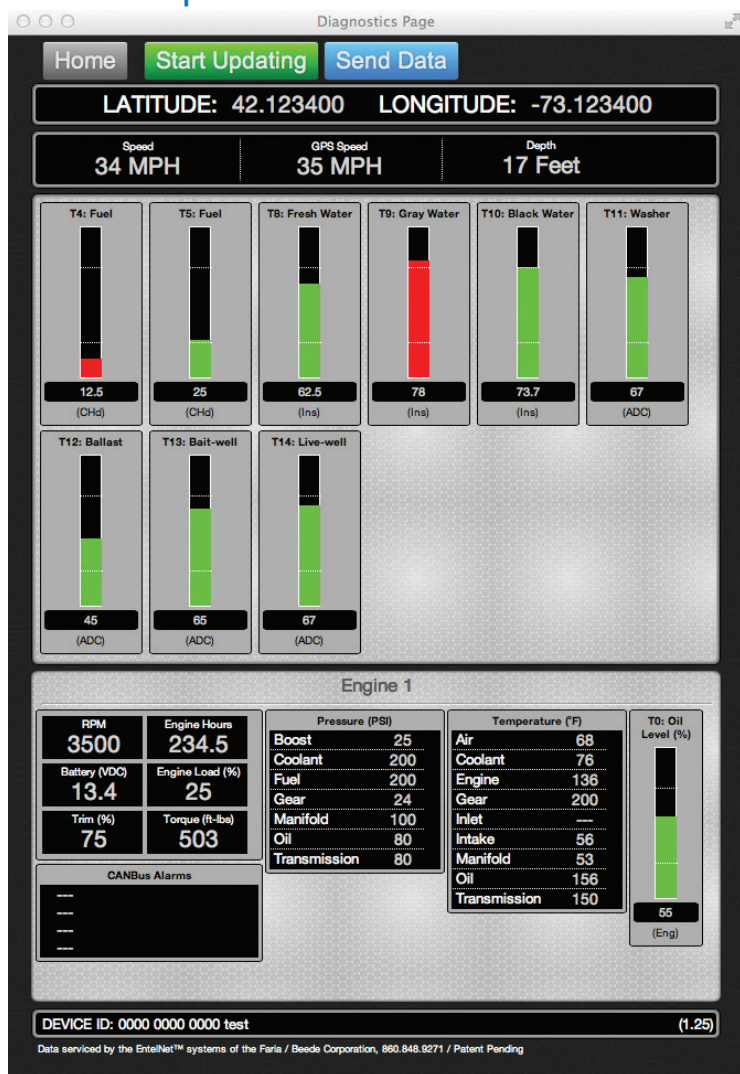 Diagnostics Page
Home Start Updating Send Data
LATITUDE: 42.123400 LONGITUDE: -73.123400
Speed GPS Speed Depth
34 MPH 35 MPH 17 Feet
T4: Fuel T5: Fuel T8: Fresh Water T9: Gray Water T10: Black Water T11: Washer
12.5 25 62.5 78 73.7 67
(CHd) (CHd) (Ins) (Ins) (Ins) (ADC)
T12: Ballast T13: Bait-well T14: Live-well
45 65 67
(ADC) (ADC) (ADC)
Engine 1
RPM Engine Hours
3500 234.5
Battery (VDC) Engine Load (%)
13.4 25
Trim (%) Torque (ft-lbs)
75 503
CANBus Alarms
---
---
---
---
Pressure (PSI)
Boost 25
Coolant 200
Fuel 200
Gear 24
Manifold 100
Oil 80
Transmission 80
Temperature (˚F)
Air 68
Coolant 76
Engine 136
Gear 200
Inlet ---
Intake 56
Manifold 53
Oil 156
Transmission 150
T0: Oil
Level (%)
55
(Eng)
DEVICE ID: 0000 0000 0000 test (1.25)
Data serviced by the EntelNet™ systems of the Faria / Beede Corporation, 860.848.9271 / Patent Pending